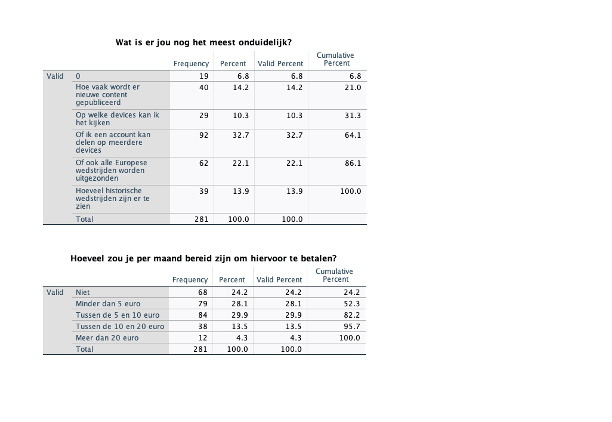 Wat is er jou nog het meest onduidelijk?
Frequency Percent Valid Percent Cumulative Percent
Valid 0 19 6.8 6.8 6.8
Hoe vaak wordt er nieuwe content gepubliceerd 40 14.2 14.2 21.0
Op welke devices kan ik het kijken 29 10.3 10.3 31.3
Of ik een account kan delen op meerdere devices 92 32.7 32.7 64.1
Of ook alle Europese wedstrijden worden uitgezonden 62 22.1 22.1 86.1
Hoeveel historische wedstrijden zijn er te zien 39 13.9 13.9 100.0
Total 281 100.0 100.0
Hoeveel zou je per maand bereid zijn om hiervoor te betalen?
Frequency Percent Valid Percent Cumulative Percent
Valid Niet 68 24.2 24.2 24.2
Minder dan 5 euro 79 28.1 28.1 52.3
Tussen de 5 en 10 euro 84 29.9 29.9 82.2
Tussen de 10 en 20 euro 38 13.5 13.5 95.7
Meer dan 20 euro 12 4.3 4.3 100.0
Total 281 100.0 100.0